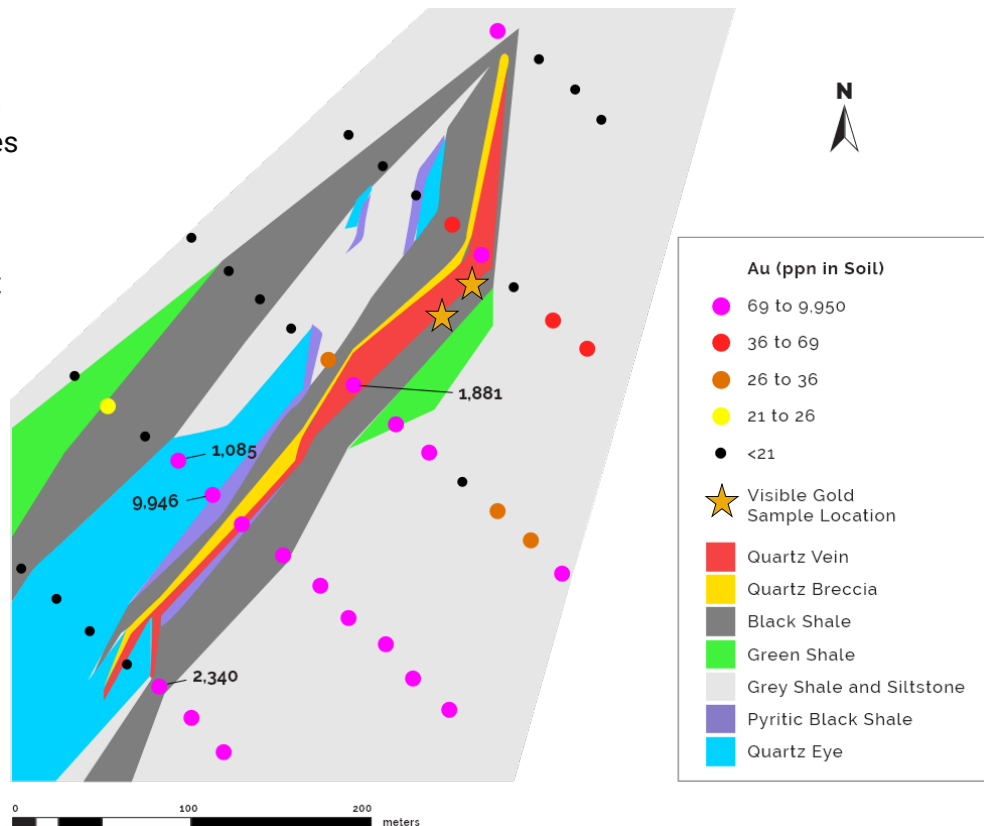 es
:
N
1,881
1,085
9,946
2,340
Au (ppn in Soil)
69 to 9.950
36 to 69
26 to 36
21 to 26
<21
Visible Gold
Sample Location
Quartz Vein
Quartz Breccia
Black Shale
Green Shale
Grey Shale and Siltstone
Pyritic Black Shale
Quartz Eye
0 100 200
meters